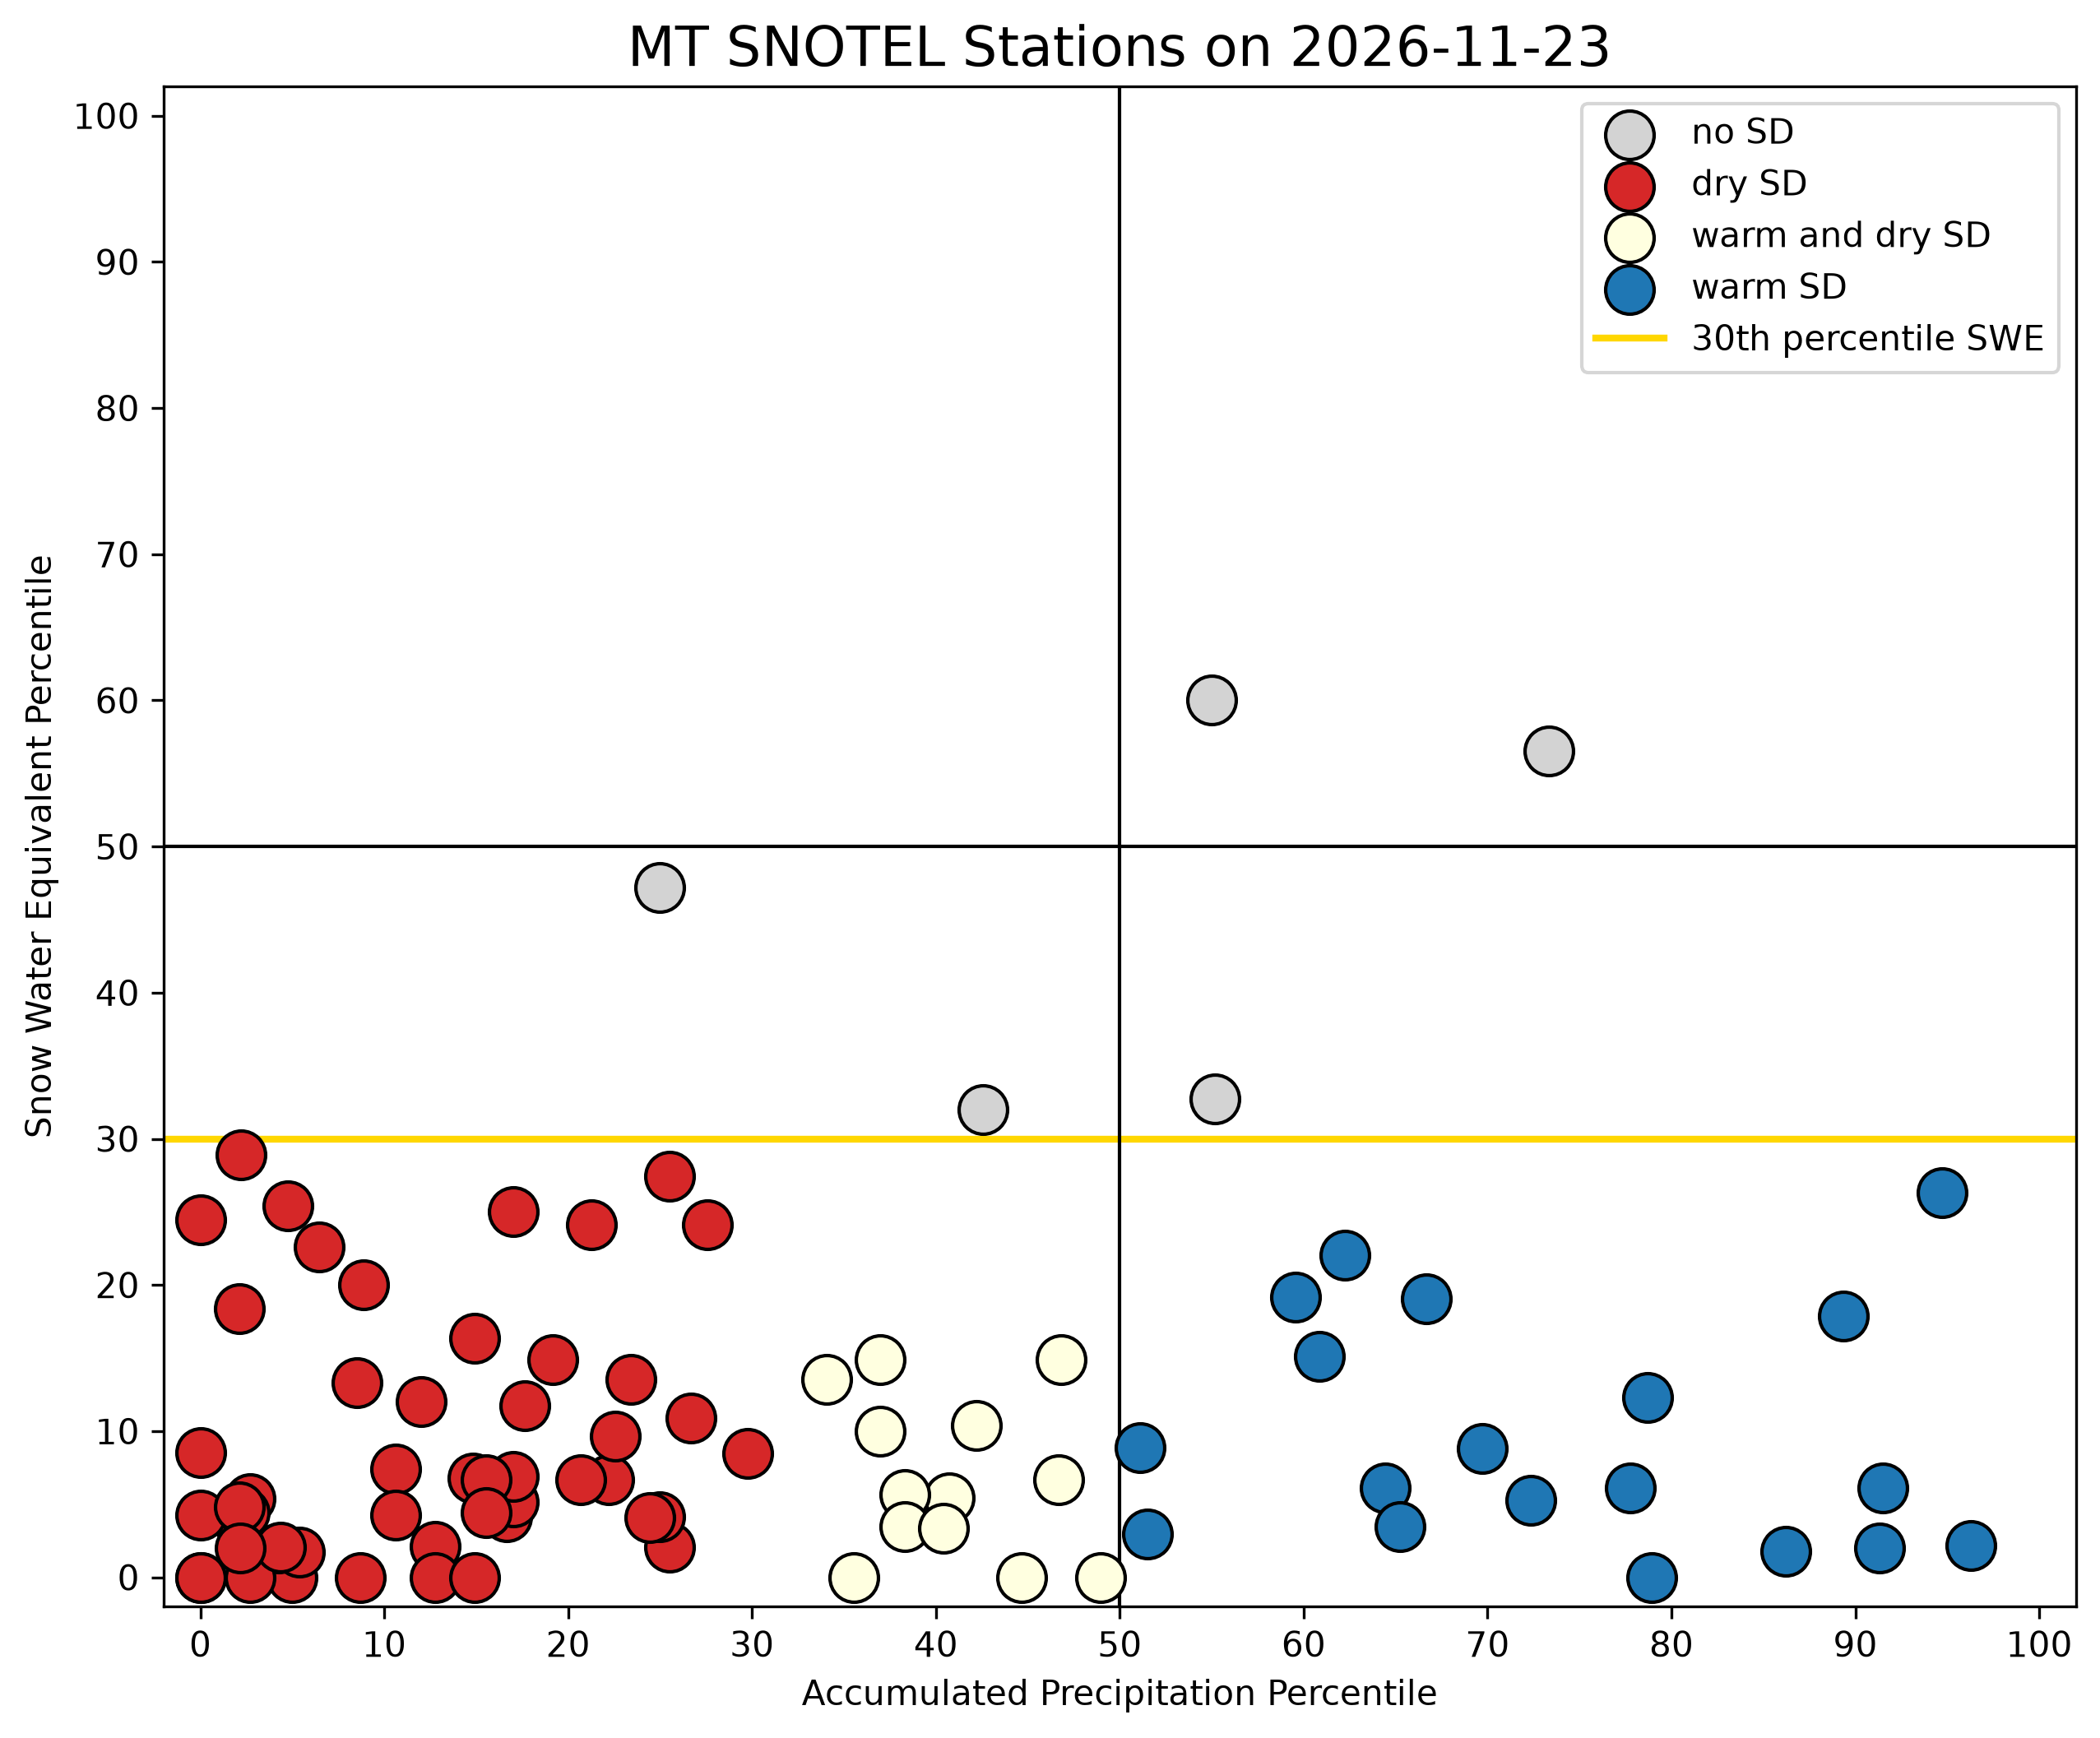 MT SNOTEL Stations on 2026-11-23
no SD
dry SD
warm and dry SD
warm SD
30th percentile SWE
Snow Water Equivalent Percentile
100
90
80
70
60
50
40
30
20
10
0
0 10 20 30 40 50 60 70 80 90 100
Accumulated Precipitation Percentile